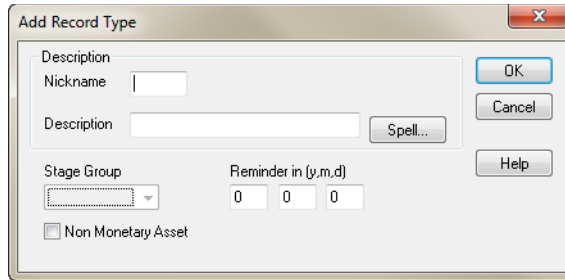 Add Record Type
Description
Nickname
OK
Cancel
Description
Spell...
Help
Stage Group
Reminder in (y,m,d)
0 0 0
Non Monetary Asset